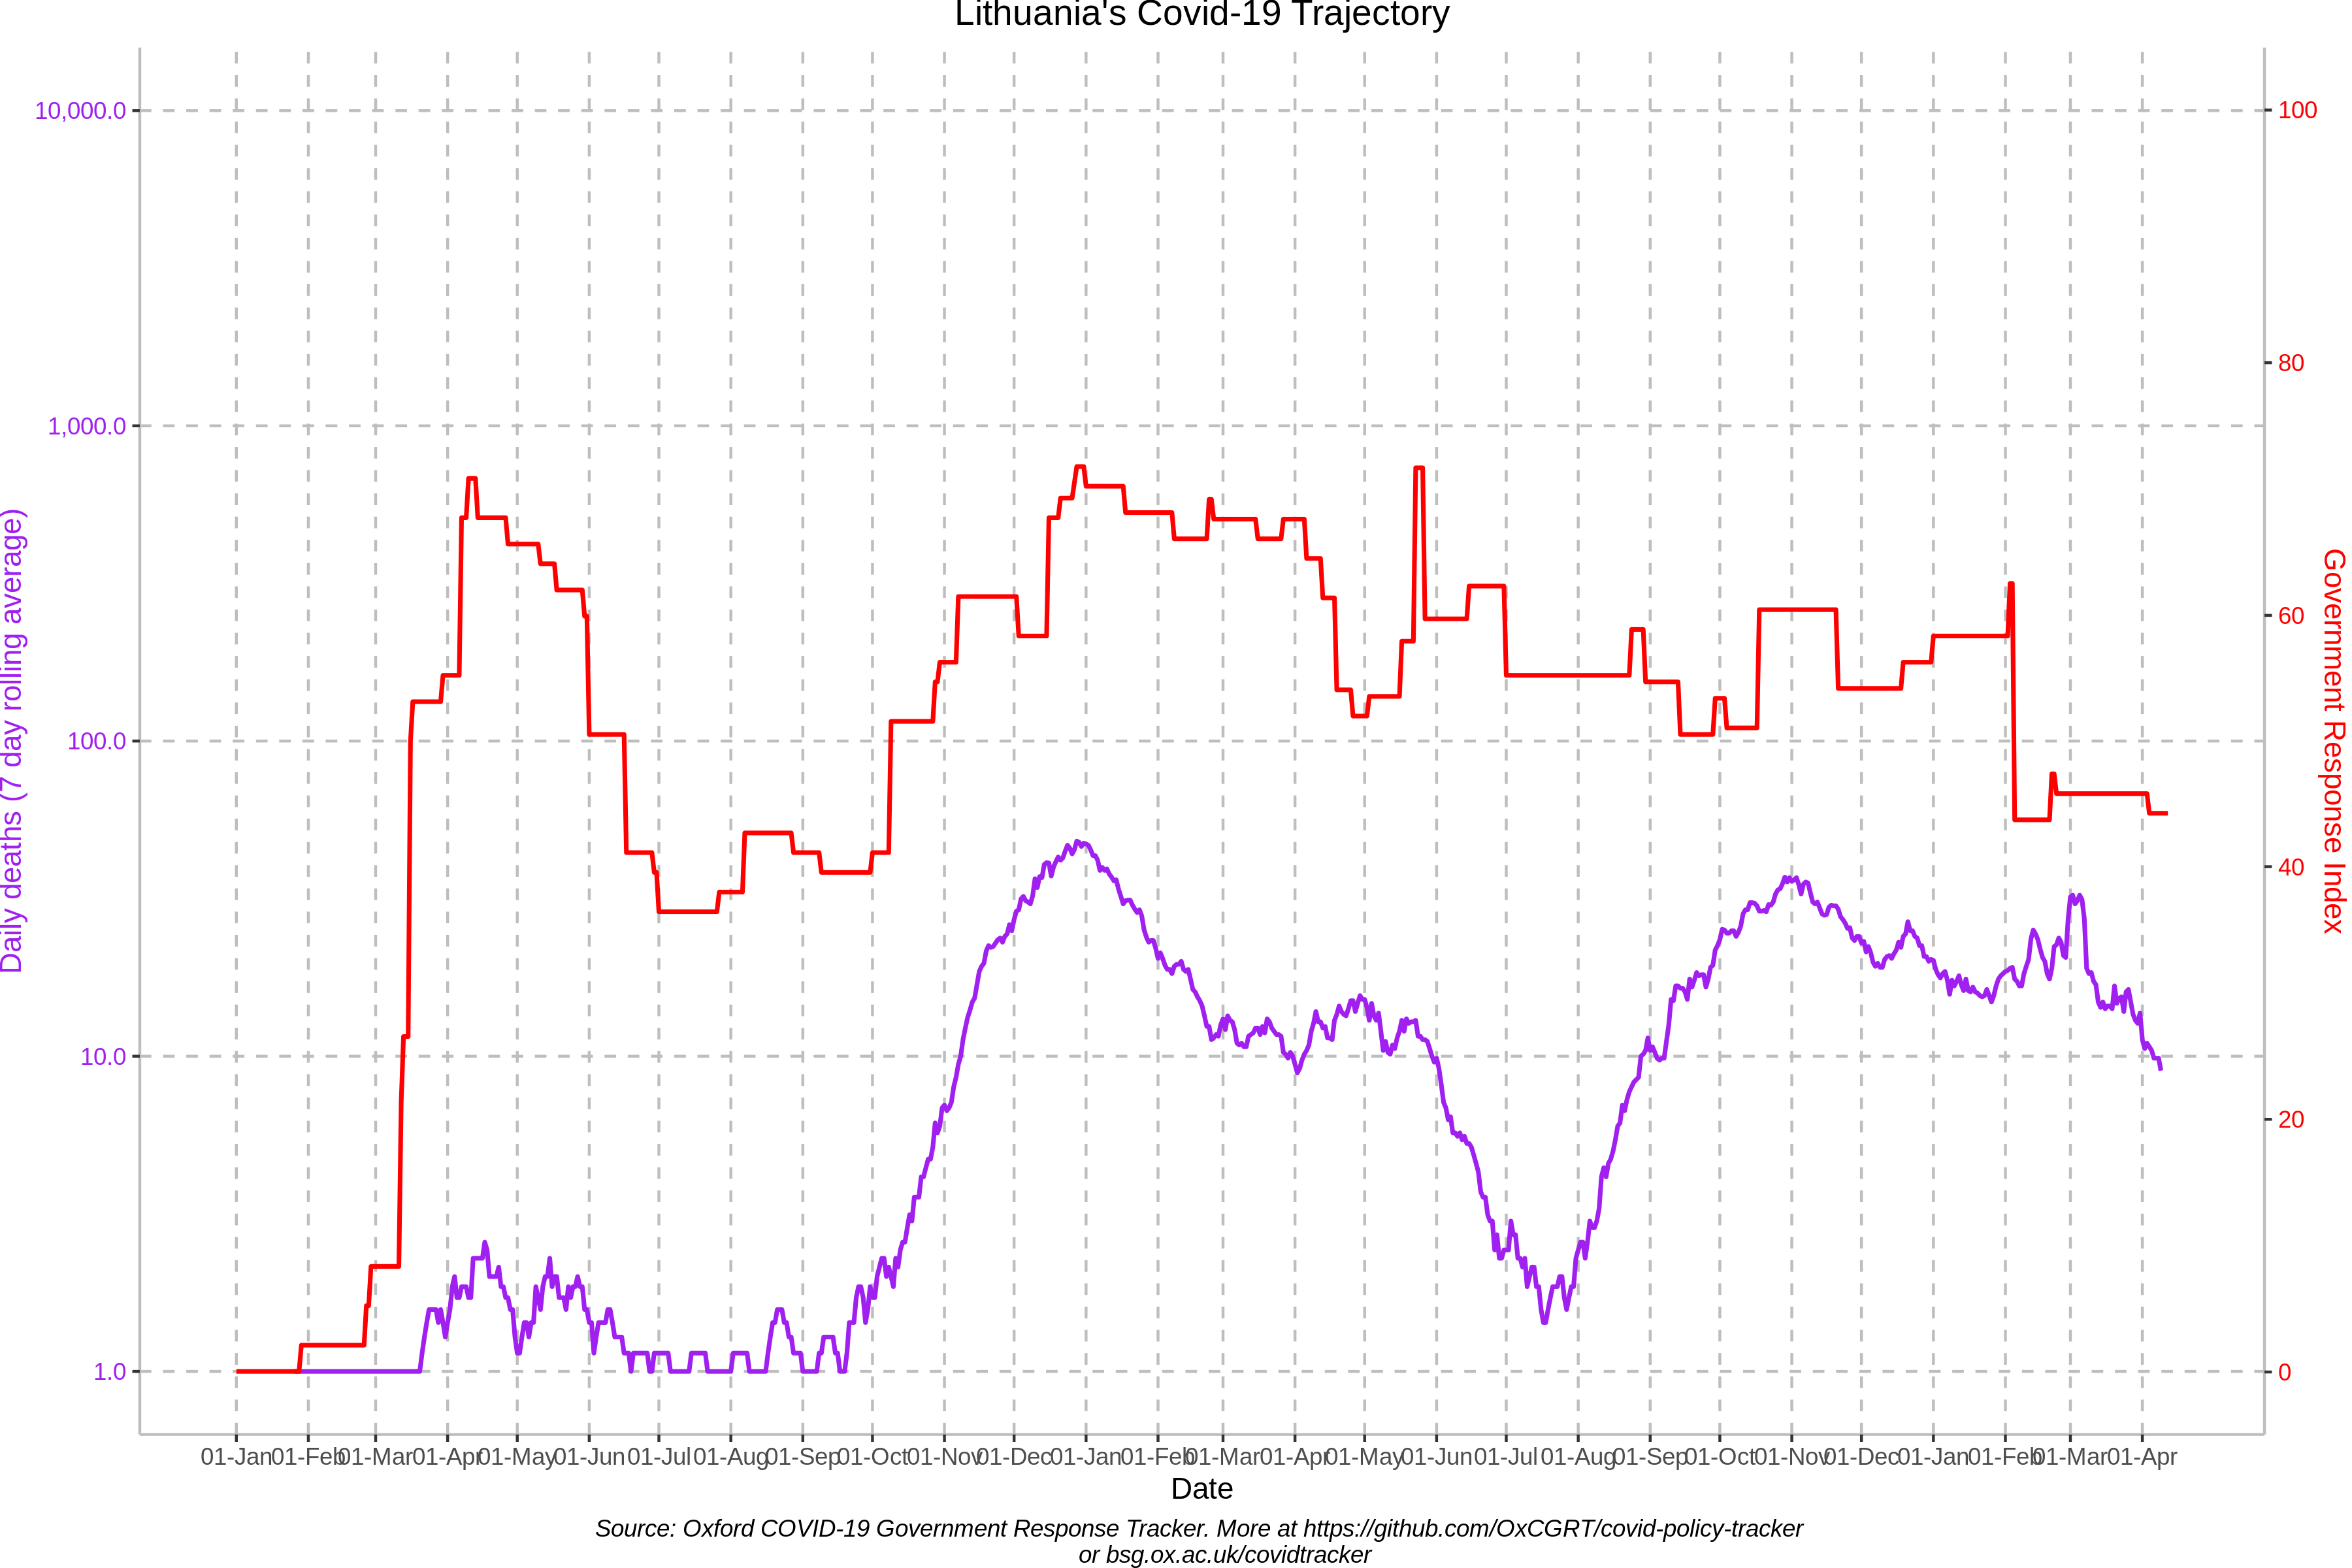 Lithuania's Covid-19 Trajectory
Daily deaths (7 day rolling average)
10,000.0
1,000.0
100.0
10.0
1.0
100
80
60
40
20
0
Government Response Index
01-Jan 01-Feb 01-Mar 01-Apr 01-May 01-Jun 01-Jul 01-Aug 01-Sep 01-Oct 01-Nov 01-Dec 01-Jan 01-Feb 01-Mar 01-Apr 01-May 01-Jun 01-Jul 01-Aug 01-Sep 01-Oct 01-Nov 01-Dec 01-Jan 01-Feb 01-Mar 01-Apr
Date
Source: Oxford COVID-19 Government Response Tracker. More at https://github.com/OxCGRT/covid-policy-tracker
or bsg.ox.ac.uk/covidtracker